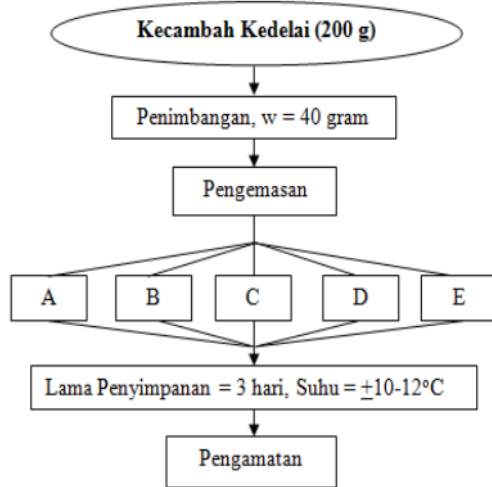 Kecambah Kedelai (200 g)
Penimbangan, w = 40 gram
Pengemasan
A B C D E
Lama Penyimpanan = 3 hari, Suhu = ±10-12°C
Pengamatan